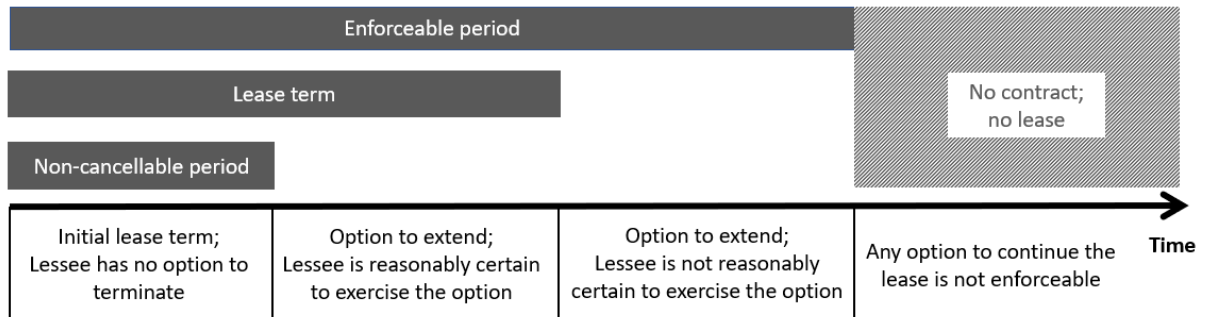 Enforceable period
Lease term
No contract;
no lease
Non-cancellable period
Initial lease term;
Lessee has no option to
terminate
Option to extend;
Lessee is reasonably certain
to exercise the option
Option to extend;
Lessee is not reasonably
certain to exercise the option
Any option to continue the
lease is not enforceable
Time